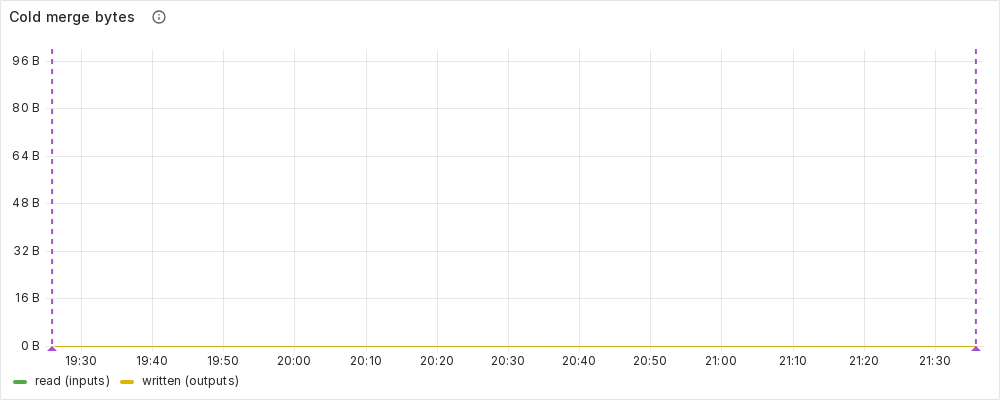 Cold merge bytes
96 B
80 B
64 B
48 B
32 B
16 B
0 B
19:30 19:40 19:50 20:00 20:10 20:20 20:30 20:40 20:50 21:00 21:10 21:20 21:30
read (inputs) written (outputs)